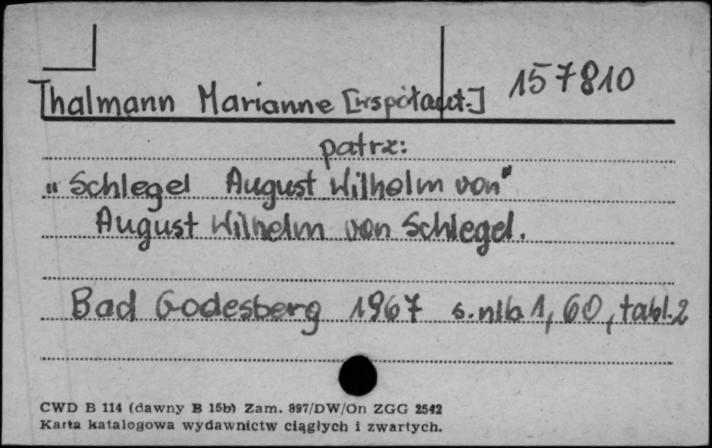 Thalmann Marianne [współaut.] 157810
patrz:
"Schlegel August Wilhelm von"
August Wilhelm von Schlegel.
Bad Godesberg 1967 s. nlb 1, 60, tabl. 2
CWD B 114 (dawny B 15b) Zam. 897/DW/On ZGG 2542
Karta katalogowa wydawnictw ciągłych i zwartych.